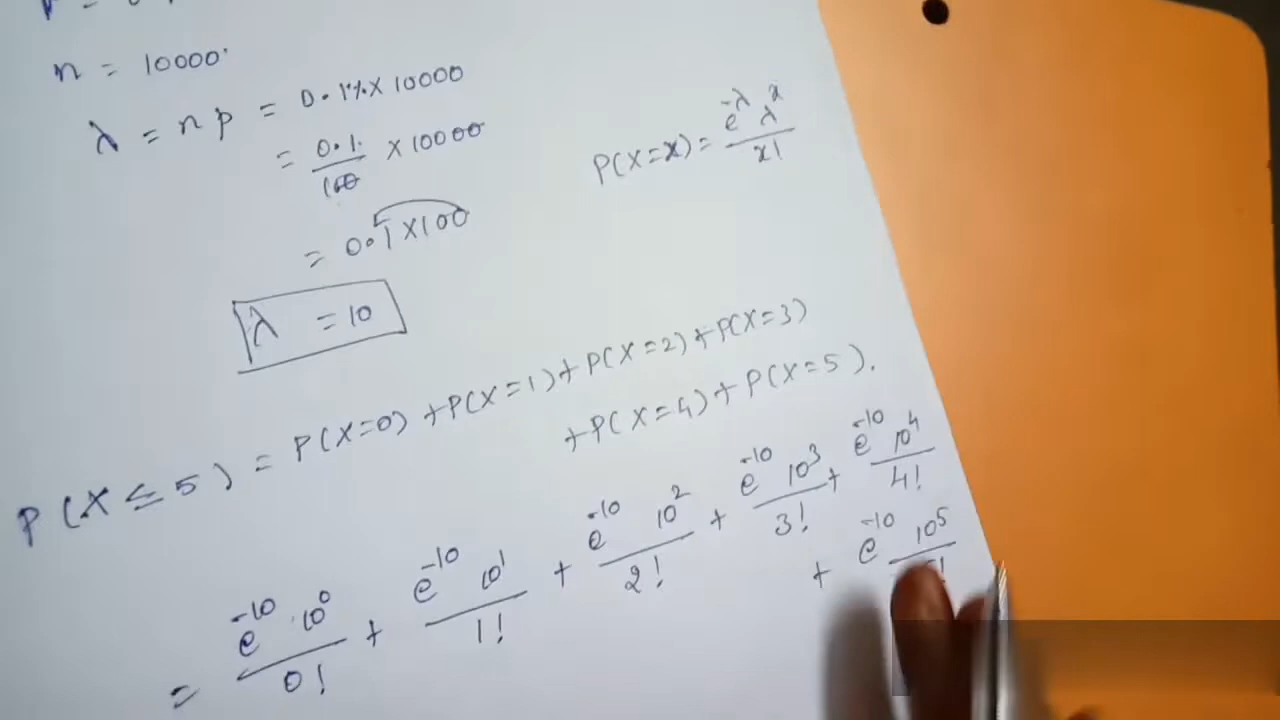 n = 10000
λ = np = 0.1% × 10000
= 0.1/100 × 10000
P(X=x) = e^-λ λ^x / x!
= 0.1 × 100
λ = 10
P(X ≤ 5) = P(X=0) + P(X=1) + P(X=2) + P(X=3)
+ P(X=4) + P(X=5).
= e^-10 · 10^0 / 0! + e^-10 10^1 / 1! + e^-10 10^2 / 2! + e^-10 10^3 / 3! + e^-10 10^4 / 4!
+ e^-10 10^5 / !